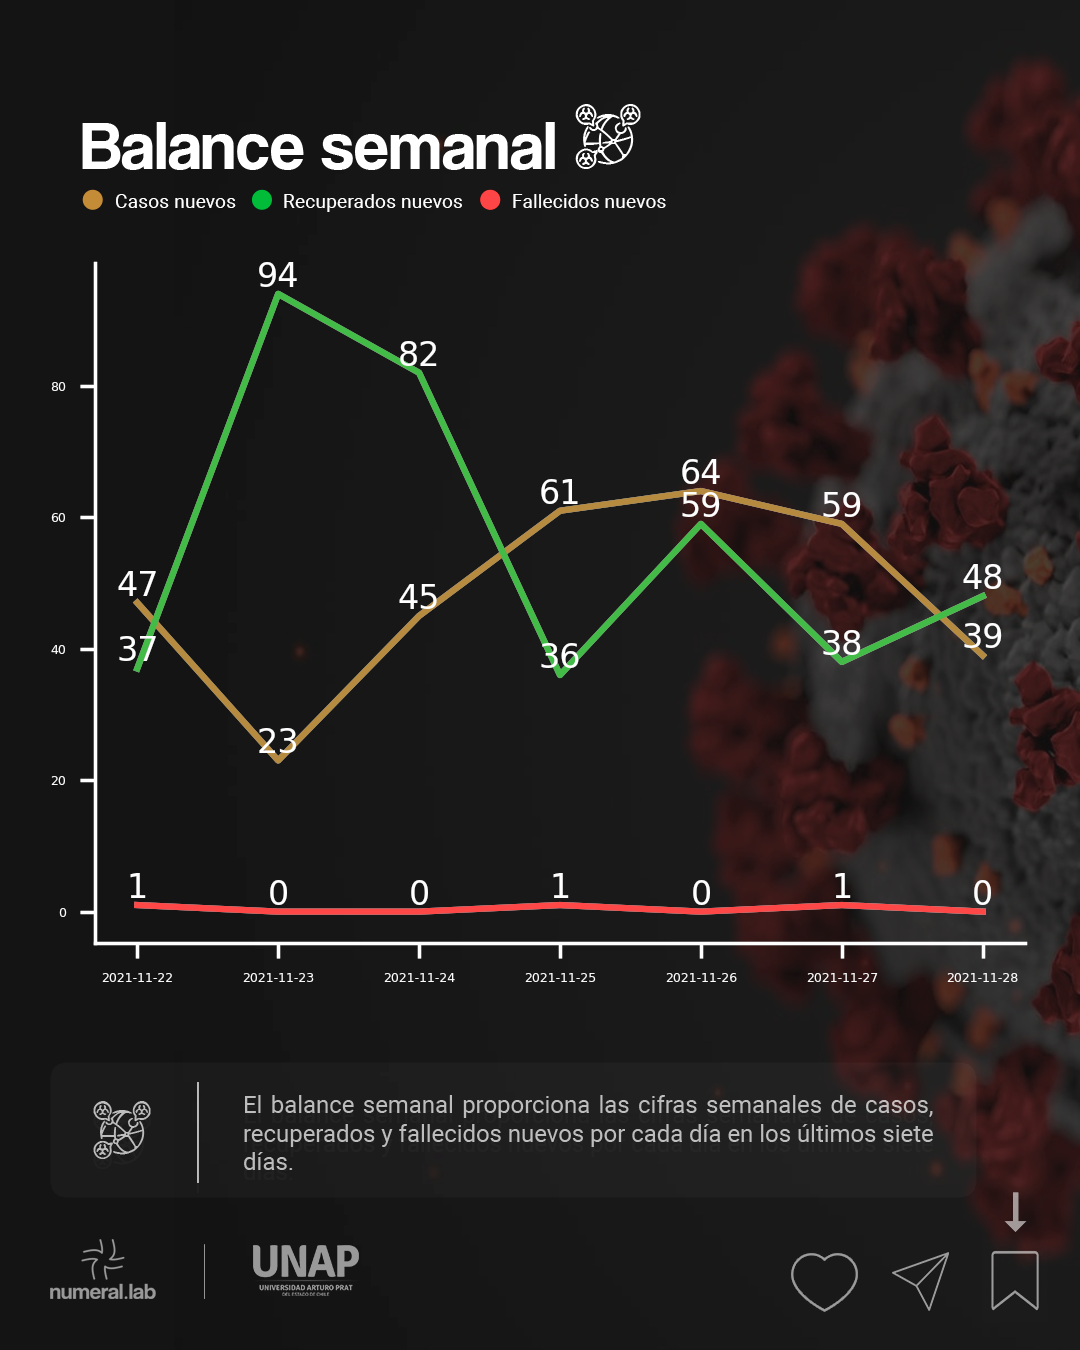 Balance semanal
Casos nuevos Recuperados nuevos Fallecidos nuevos
94
82
80
64
61
59
59
60
48
47
45
39
38
37
36
40
23
20
1 0 0 1 0 1 0
0
2021-11-22 2021-11-23 2021-11-24 2021-11-25 2021-11-26 2021-11-27 2021-11-28
El balance semanal proporciona las cifras semanales de casos,
recuperados y fallecidos nuevos por cada día en los últimos siete
días.
numeral.lab
UNAP
UNIVERSIDAD ARTURO PRAT
DEL ESTADO DE CHILE